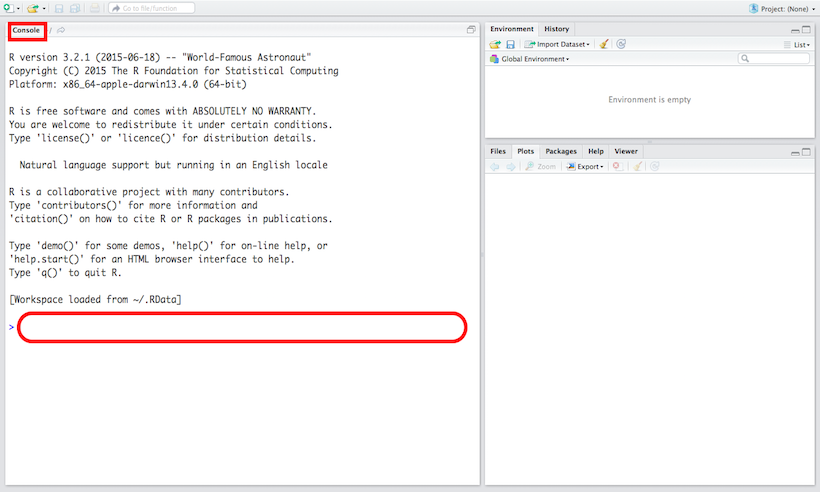 Go to file/function
Project: (None)
Console
/
R version 3.2.1 (2015-06-18) -- "World-Famous Astronaut"
Copyright (C) 2015 The R Foundation for Statistical Computing
Platform: x86_64-apple-darwin13.4.0 (64-bit)
R is free software and comes with ABSOLUTELY NO WARRANTY.
You are welcome to redistribute it under certain conditions.
Type 'license()' or 'licence()' for distribution details.
Natural language support but running in an English locale
R is a collaborative project with many contributors.
Type 'contributors()' for more information and
'citation()' on how to cite R or R packages in publications.
Type 'demo()' for some demos, 'help()' for on-line help, or
'help.start()' for an HTML browser interface to help.
Type 'q()' to quit R.
[Workspace loaded from ~/.RData]
>
Environment History
Import Dataset List
Global Environment
Environment is empty
Files Plots Packages Help Viewer
Zoom Export